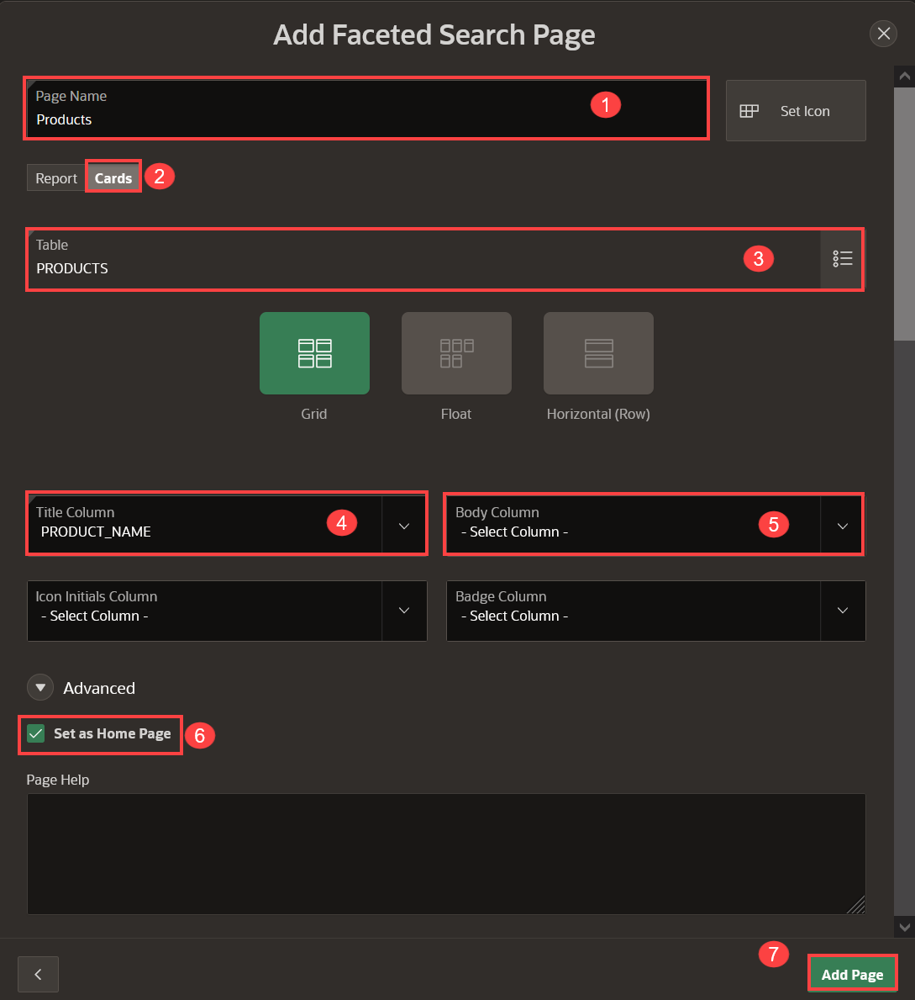 Add Faceted Search Page
Page Name
Products
1
Set Icon
Report
Cards
2
Table
PRODUCTS
3
Grid
Float
Horizontal (Row)
Title Column
PRODUCT_NAME
4
Body Column
- Select Column -
5
Icon Initials Column
- Select Column -
Badge Column
- Select Column -
Advanced
Set as Home Page
6
Page Help
7
Add Page